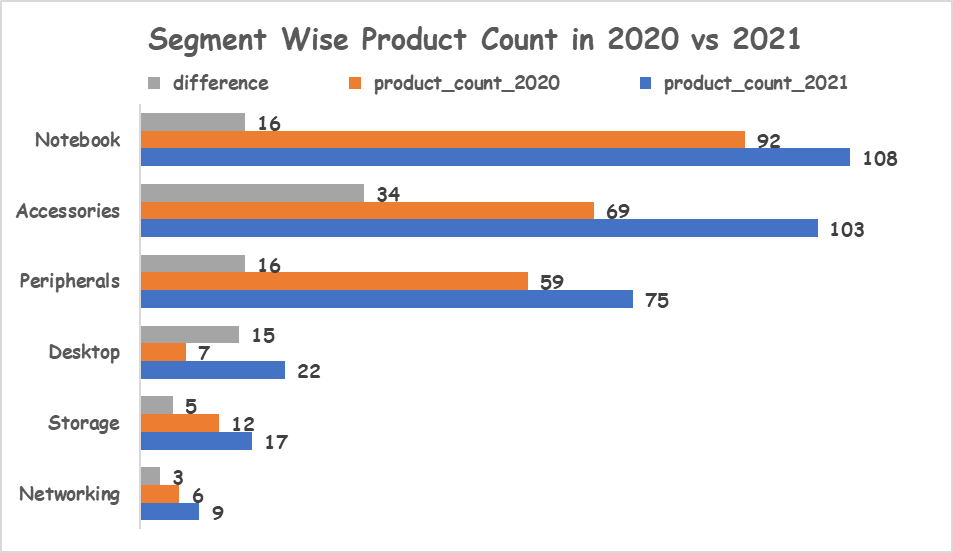 Segment Wise Product Count in 2020 vs 2021
difference product_count_2020 product_count_2021
Notebook
16
92
108
Accessories
34
69
103
Peripherals
16
59
75
Desktop
15
7
22
Storage
5
12
17
Networking
3
6
9